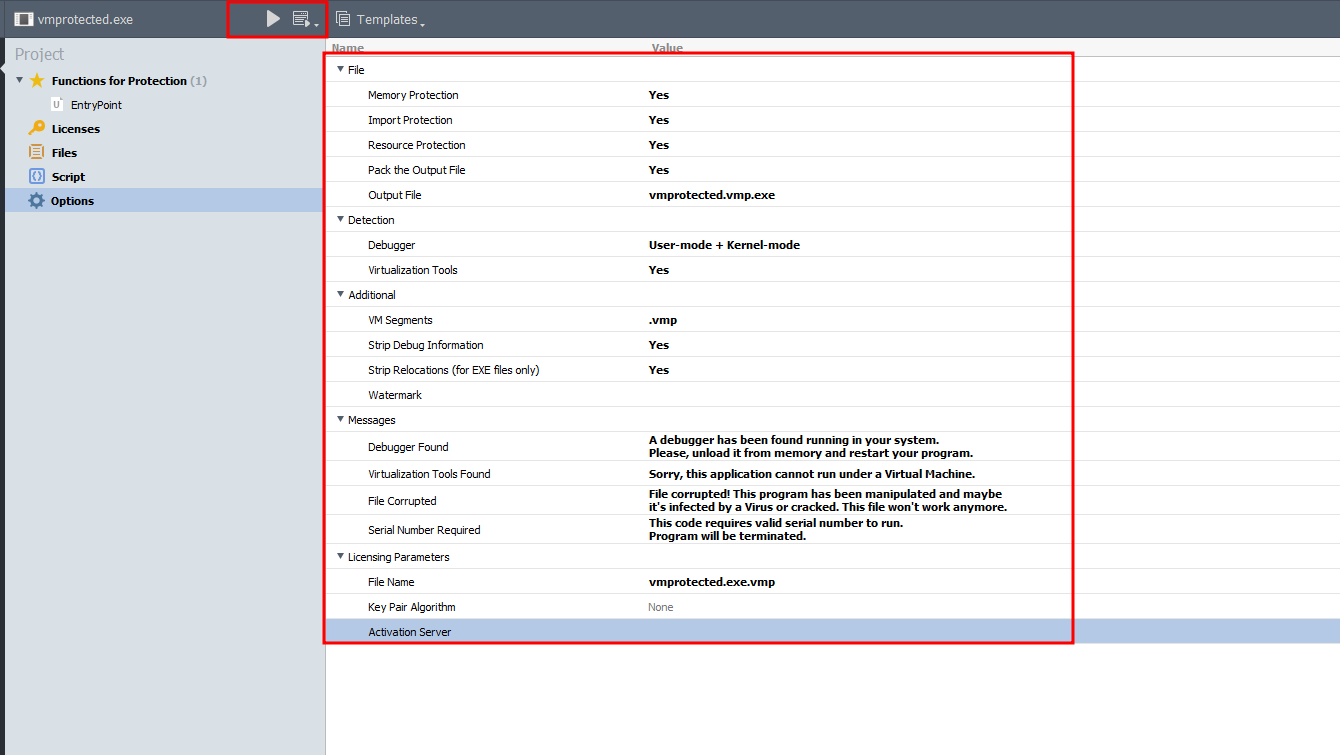 vmprotected.exe
Templates
Project
Functions for Protection (1)
U
EntryPoint
Licenses
Files
Script
Options
Name Value
File
Memory Protection Yes
Import Protection Yes
Resource Protection Yes
Pack the Output File Yes
Output File vmprotected.vmp.exe
Detection
Debugger User-mode + Kernel-mode
Virtualization Tools Yes
Additional
VM Segments .vmp
Strip Debug Information Yes
Strip Relocations (for EXE files only) Yes
Watermark
Messages
Debugger Found
A debugger has been found running in your system.
Please, unload it from memory and restart your program.
Virtualization Tools Found Sorry, this application cannot run under a Virtual Machine.
File Corrupted
File corrupted! This program has been manipulated and maybe
it's infected by a Virus or cracked. This file won't work anymore.
Serial Number Required
This code requires valid serial number to run.
Program will be terminated.
Licensing Parameters
File Name vmprotected.exe.vmp
Key Pair Algorithm None
Activation Server